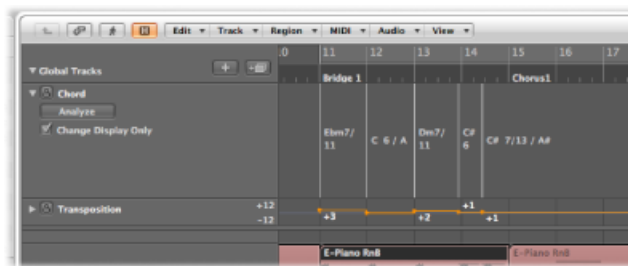 Edit Track Region MIDI Audio View
.0 11 12 13 14 15 16 17
Global Tracks
Bridge 1 Chorus1
Chord
Analyze
Change Display Only
Ebm7/
11
C 6/A
Dm7/
11
C#
6
C# 7/13 / A#
Transposition
+12
-12
+3
+2
+1
+1
E-Piano RnB E-Piano RnB